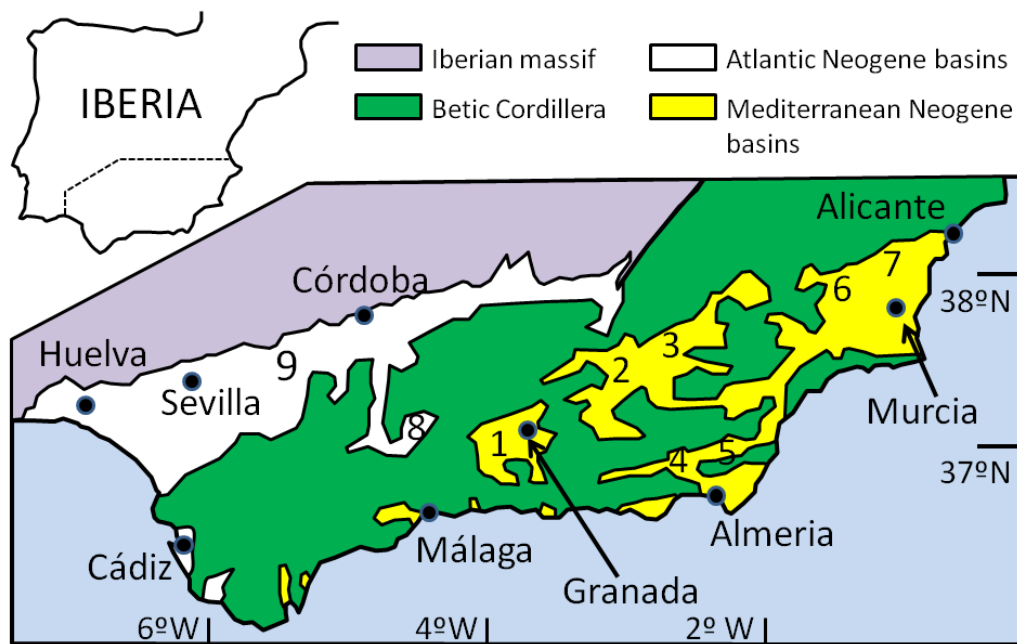 IBERIA
Iberian massif
Atlantic Neogene basins
Betic Cordillera
Mediterranean Neogene
basins
Alicante
7
Córdoba
6
38ºN
Huelva
9
3
2
Sevilla
Murcia
8
1
5
4
37ºN
Almeria
Málaga
Cádiz
Granada
6ºW
4ºW
2º W